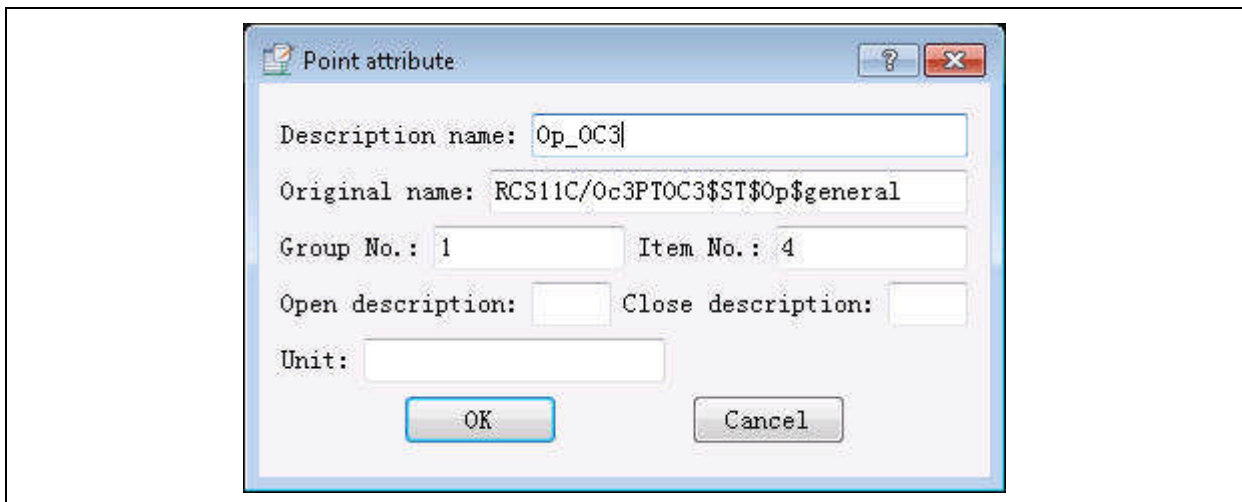 Point attribute
Description name: Op_OC3
Original name: RCS11C/Oc3PTOC3$ST$Op$general
Group No.: 1 Item No.: 4
Open description: Close description:
Unit:
OK Cancel